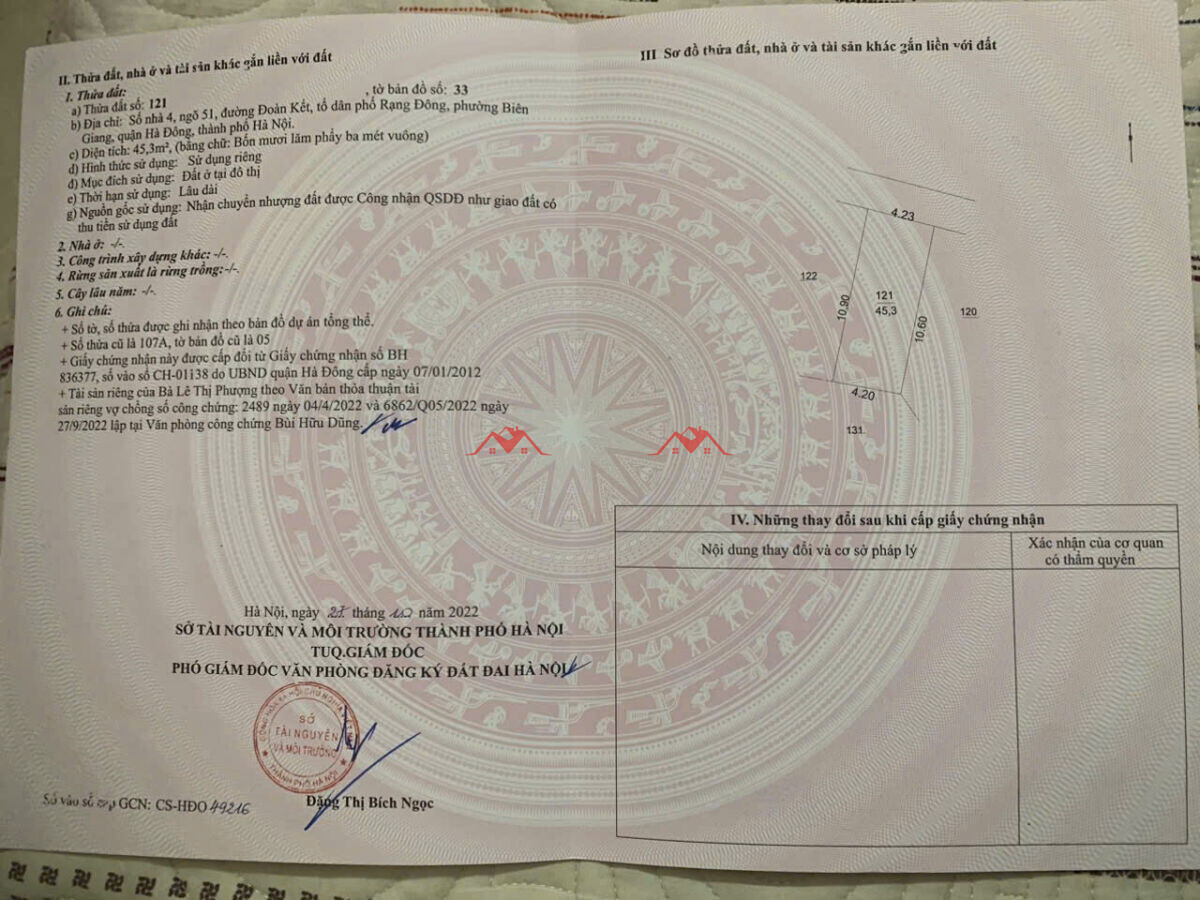 II. Thửa đất, nhà ở và tài sản khác gắn liền với đất
1. Thửa đất:
a) Thửa đất số: 121 , tờ bản đồ số: 33
b) Địa chỉ: Số nhà 4, ngõ 51, đường Đoàn Kết, tổ dân phố Rạng Đông, phường Biên
Giang, quận Hà Đông, thành phố Hà Nội.
c) Diện tích: 45,3m², (bằng chữ: Bốn mươi lăm phẩy ba mét vuông)
d) Hình thức sử dụng: Sử dụng riêng
đ) Mục đích sử dụng: Đất ở tại đô thị
e) Thời hạn sử dụng: Lâu dài
g) Nguồn gốc sử dụng: Nhận chuyển nhượng đất được Công nhận QSDĐ như giao đất có
thu tiền sử dụng đất
2. Nhà ở: -/-.
3. Công trình xây dựng khác: -/-.
4. Rừng sản xuất là rừng trồng:-/-.
5. Cây lâu năm: -/-.
6. Ghi chú:
+ Số tờ, số thửa được ghi nhận theo bản đồ dự án tổng thể.
+ Số thửa cũ là 107A, tờ bản đồ cũ là 05
+ Giấy chứng nhận này được cấp đổi từ Giấy chứng nhận số BH
836377, số vào sổ CH-01138 do UBND quận Hà Đông cấp ngày 07/01/2012
+ Tài sản riêng của Bà Lê Thị Phượng theo Văn bản thỏa thuận tài
sản riêng vợ chồng số công chứng: 2489 ngày 04/4/2022 và 6862/Q05/2022 ngày
27/9/2022 lập tại Văn phòng công chứng Bùi Hữu Dũng.
Hà Nội, ngày 27 tháng 10 năm 2022
SỞ TÀI NGUYÊN VÀ MÔI TRƯỜNG THÀNH PHỐ HÀ NỘI
TUQ.GIÁM ĐỐC
PHÓ GIÁM ĐỐC VĂN PHÒNG ĐĂNG KÝ ĐẤT ĐAI HÀ NỘI
CỘNG HÒA XÃ HỘI CHỦ NGHĨA VIỆT NAM
SỞ
TÀI NGUYÊN
VÀ MÔI TRƯỜNG
THÀNH PHỐ HÀ NỘI
Đặng Thị Bích Ngọc
Số vào sổ cấp GCN: CS-HĐO 49216
III Sơ đồ thửa đất, nhà ở và tài sản khác gắn liền với đất
4.23
122
10.90
121
45,3
10.60
120
4.20
131
IV. Những thay đổi sau khi cấp giấy chứng nhận
Nội dung thay đổi và cơ sở pháp lý
Xác nhận của cơ quan
có thẩm quyền